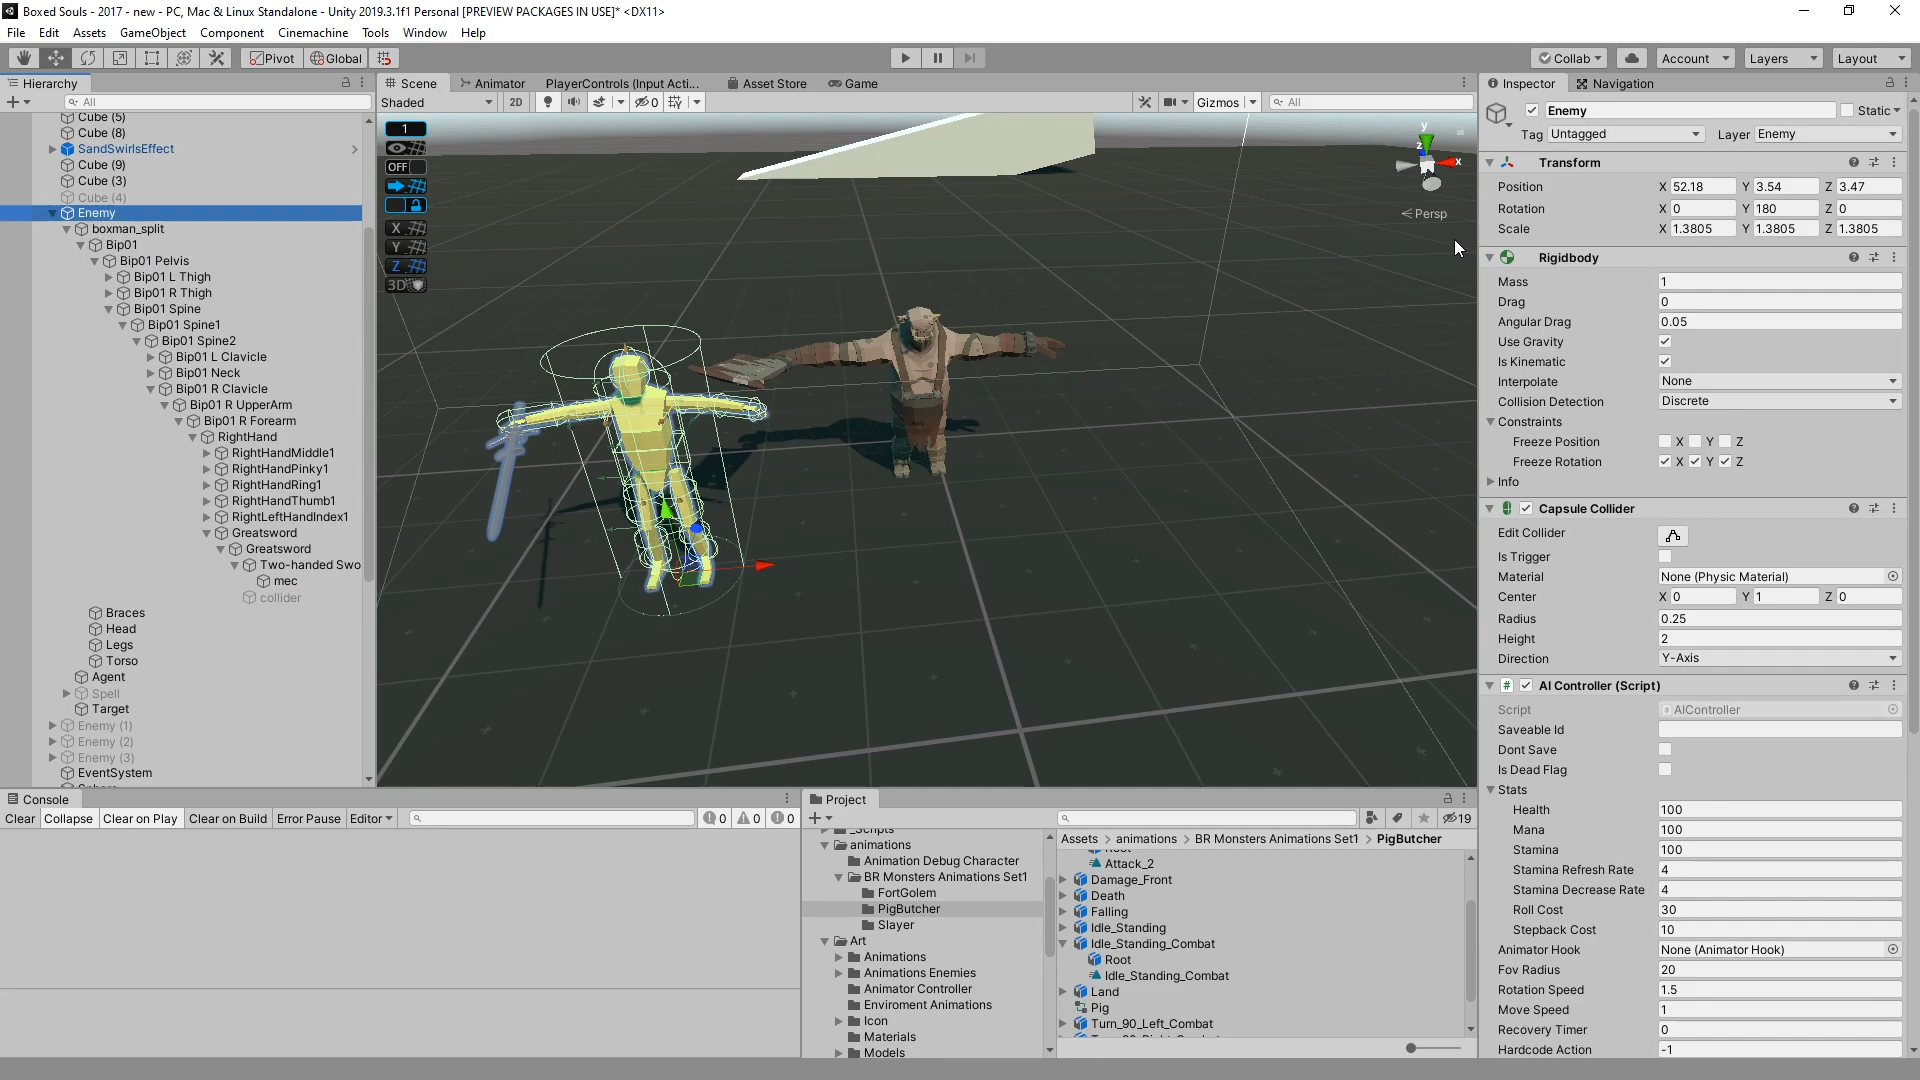 Boxed Souls - 2017 - new - PC, Mac & Linux Standalone - Unity 2019.3.1f1 Personal [PREVIEW PACKAGES IN USE]* <DX11>
File Edit Assets GameObject Component Cinemachine Tools Window Help
Pivot Global Collab Account Layers Layout
Hierarchy
All
Cube (5)
Cube (8)
SandSwirlsEffect
Cube (9)
Cube (3)
Cube (4)
Enemy
boxman_split
Bip01
Bip01 Pelvis
Bip01 L Thigh
Bip01 R Thigh
Bip01 Spine
Bip01 Spine1
Bip01 Spine2
Bip01 L Clavicle
Bip01 Neck
Bip01 R Clavicle
Bip01 R UpperArm
Bip01 R Forearm
RightHand
RightHandMiddle1
RightHandPinky1
RightHandRing1
RightHandThumb1
RightLeftHandIndex1
Greatsword
Greatsword
Two-handed Swo
mec
collider
Braces
Head
Legs
Torso
Agent
Spell
Target
Enemy (1)
Enemy (2)
Enemy (3)
EventSystem
Scene Animator PlayerControls (Input Acti... Asset Store Game
Shaded 2D 0 Gizmos All
1
OFF
X
Y
Z
3D
y
z
x
Persp
Inspector Navigation
Enemy Static
Tag Untagged Layer Enemy
Transform
Position X 52.18 Y 3.54 Z 3.47
Rotation X 0 Y 180 Z 0
Scale X 1.3805 Y 1.3805 Z 1.3805
Rigidbody
Mass 1
Drag 0
Angular Drag 0.05
Use Gravity
Is Kinematic
Interpolate None
Collision Detection Discrete
Constraints
Freeze Position X Y Z
Freeze Rotation X Y Z
Info
Capsule Collider
Edit Collider
Is Trigger
Material None (Physic Material)
Center X 0 Y 1 Z 0
Radius 0.25
Height 2
Direction Y-Axis
AI Controller (Script)
Script AIController
Saveable Id
Dont Save
Is Dead Flag
Stats
Health 100
Mana 100
Stamina 100
Stamina Refresh Rate 4
Stamina Decrease Rate 4
Roll Cost 30
Stepback Cost 10
Animator Hook None (Animator Hook)
Fov Radius 20
Rotation Speed 1.5
Move Speed 1
Recovery Timer 0
Hardcode Action -1
Console
Clear Collapse Clear on Play Clear on Build Error Pause Editor 0 0 0
Project
19
_Scripts
animations
Animation Debug Character
BR Monsters Animations Set1
FortGolem
PigButcher
Slayer
Art
Animations
Animations Enemies
Animator Controller
Enviroment Animations
Icon
Materials
Models
Assets > animations > BR Monsters Animations Set1 > PigButcher
Root
Attack_2
Damage_Front
Death
Falling
Idle_Standing
Idle_Standing_Combat
Root
Idle_Standing_Combat
Land
Pig
Turn_90_Left_Combat